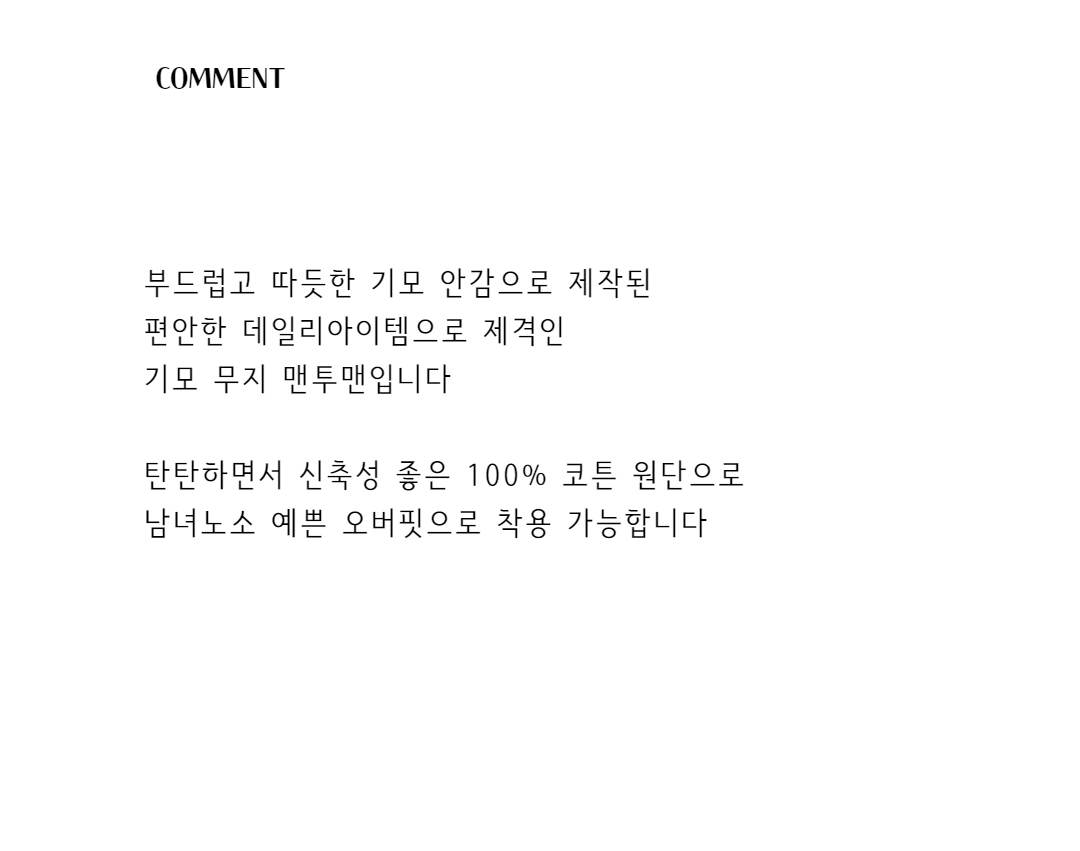 COMMENT
부드럽고 따듯한 기모 안감으로 제작된
편안한 데일리아이템으로 제격인
기모 무지 맨투맨입니다
탄탄하면서 신축성 좋은 100% 코튼 원단으로
남녀노소 예쁜 오버핏으로 착용 가능합니다